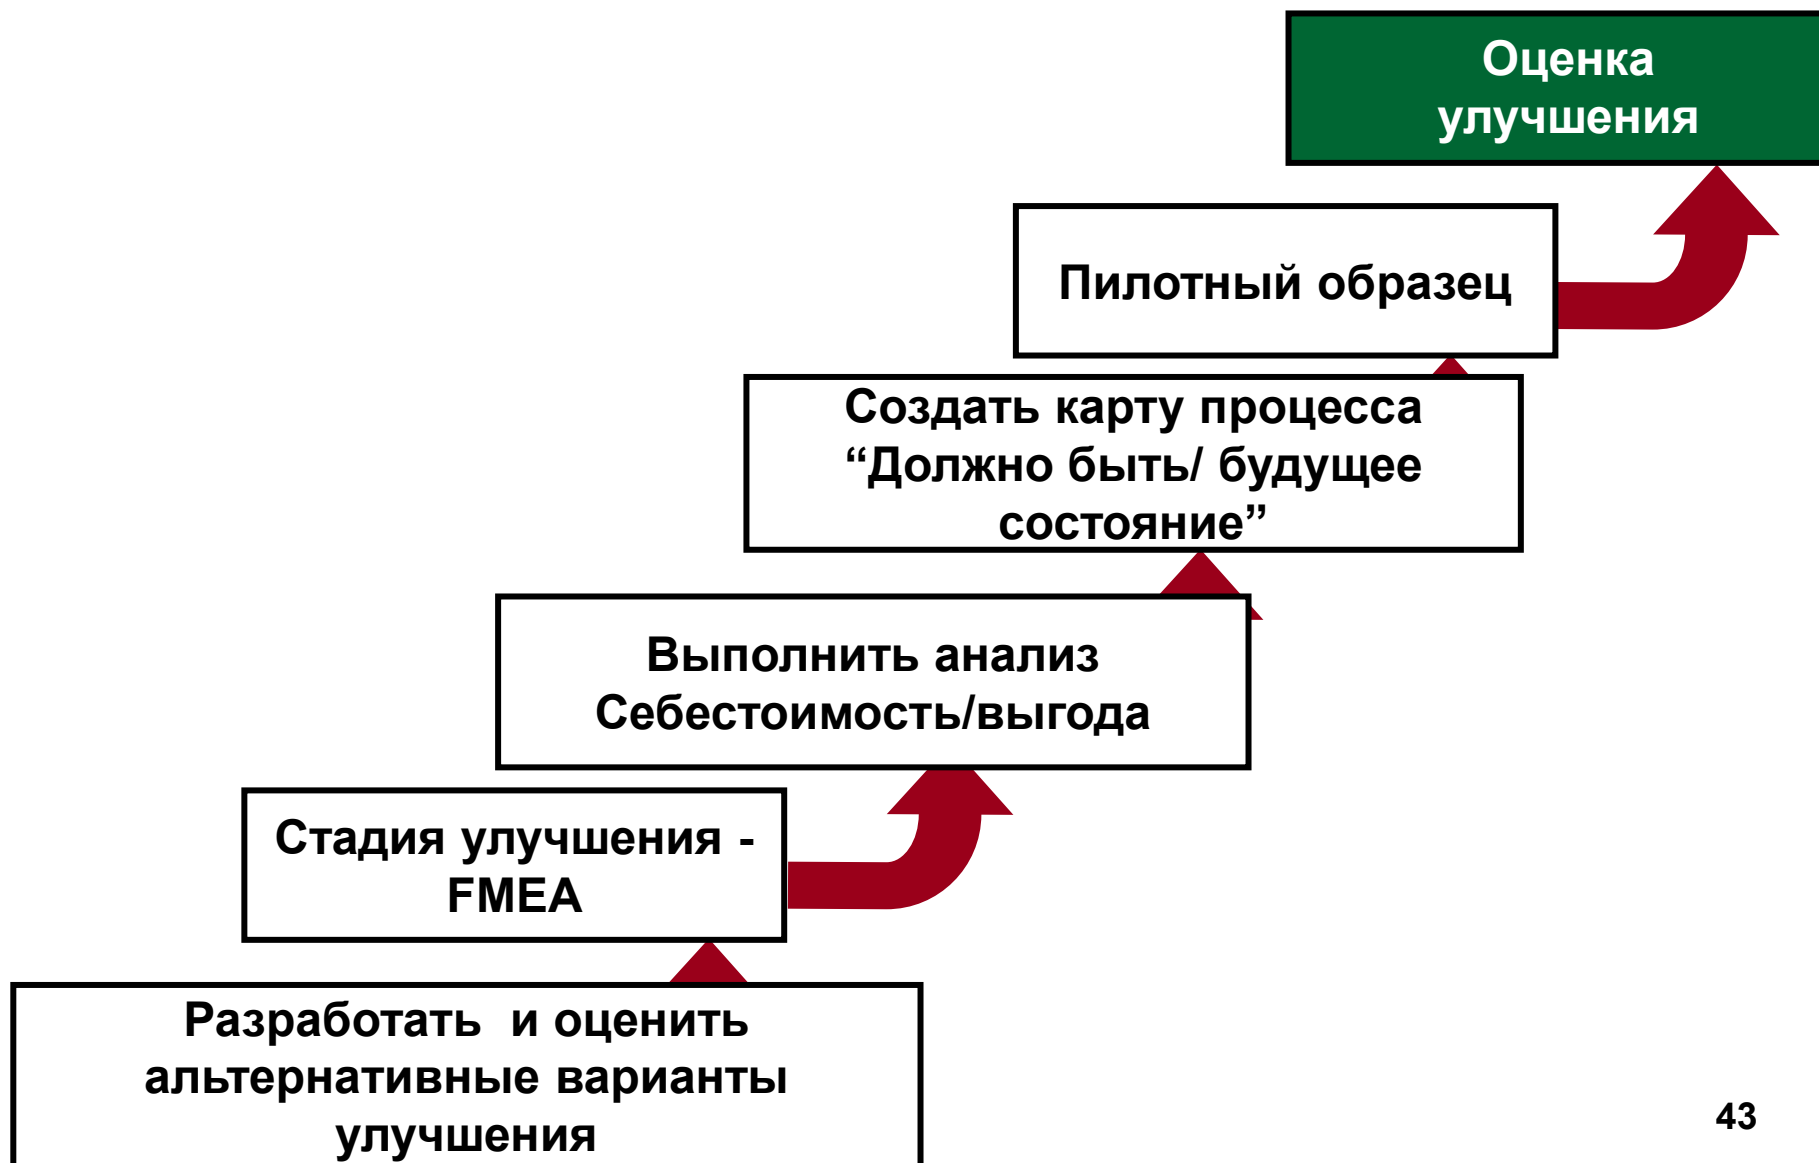 Оценка
улучшения
Пилотный образец
Создать карту процесса
“Должно быть/ будущее
состояние”
Выполнить анализ
Себестоимость/выгода
Стадия улучшения -
FMEA
Разработать  и оценить
альтернативные варианты
улучшения
43